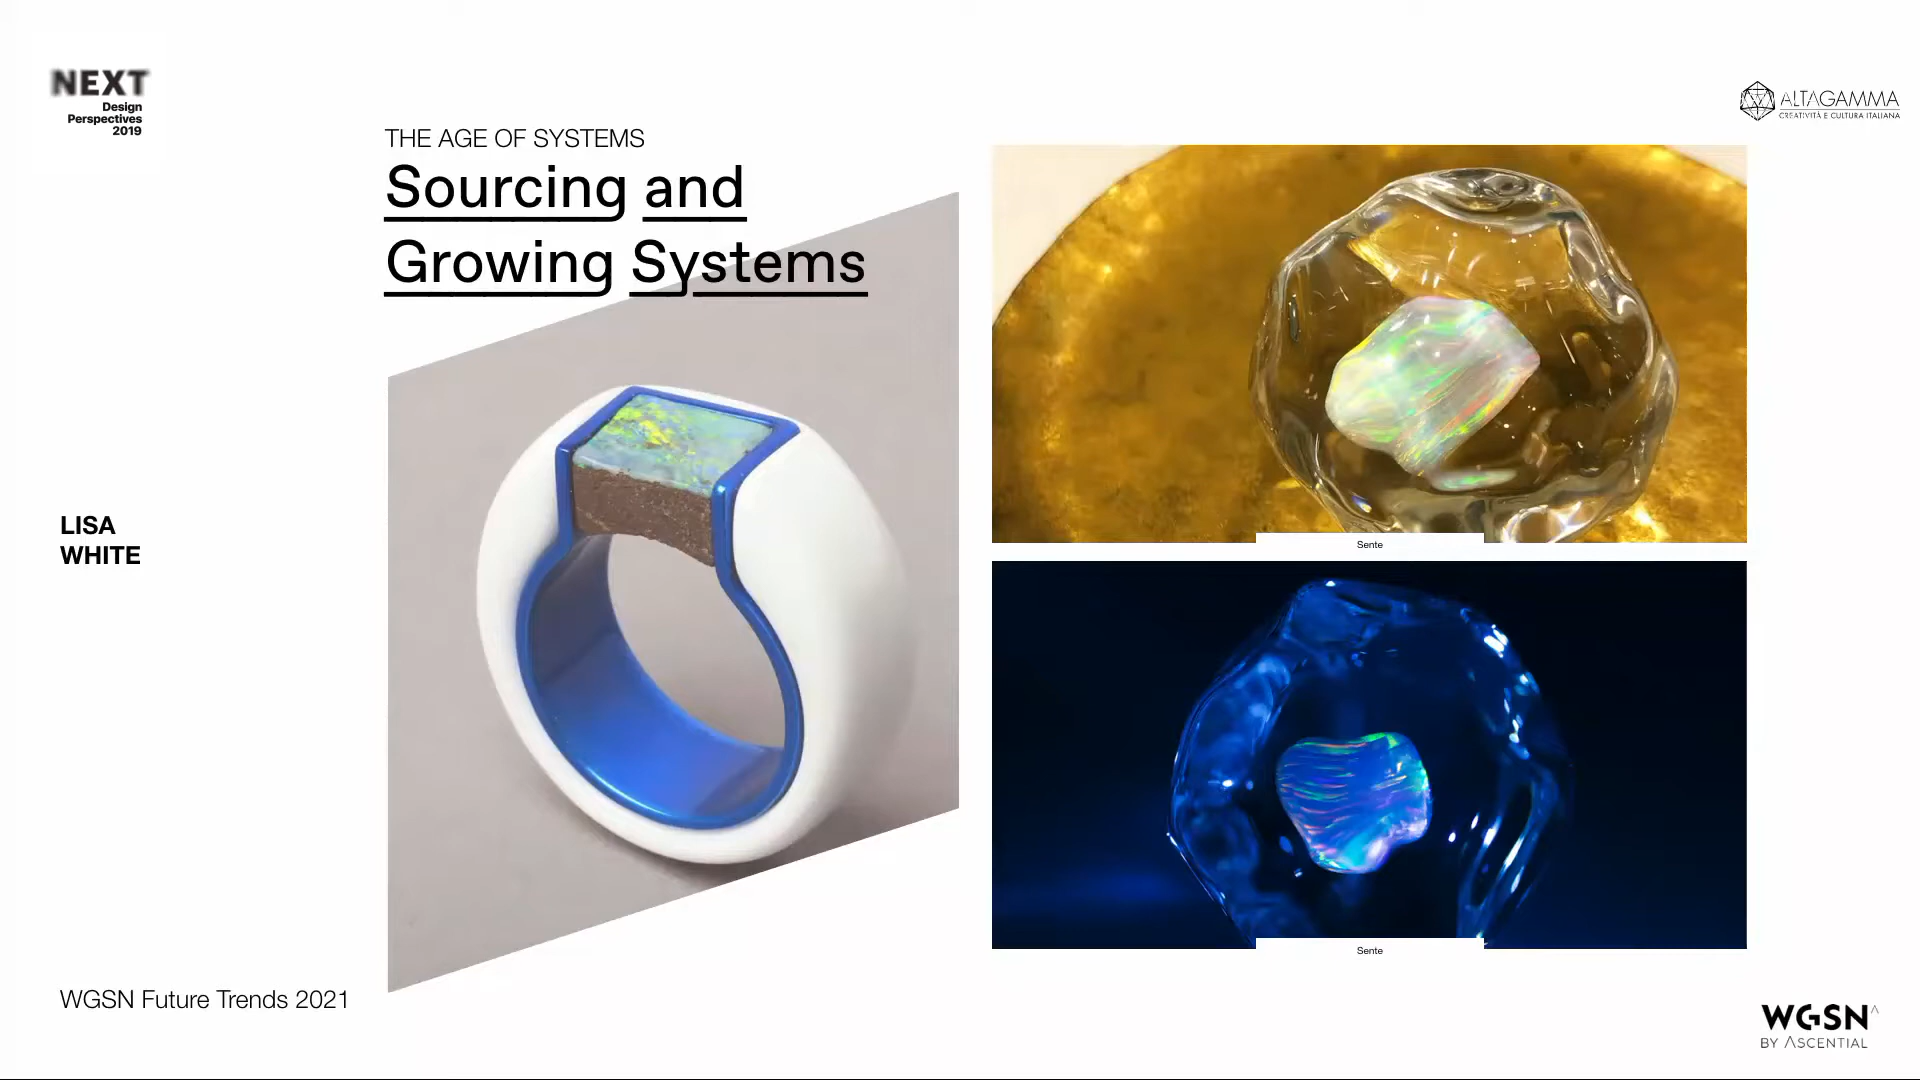 NEXT
Design
Perspectives
2019
ALTAGAMMA
CREATIVITÀ E CULTURA ITALIANA
THE AGE OF SYSTEMS
Sourcing and
Growing Systems
Sente
LISA
WHITE
Sente
WGSN Future Trends 2021
WGSN^
BY ASCENTIAL